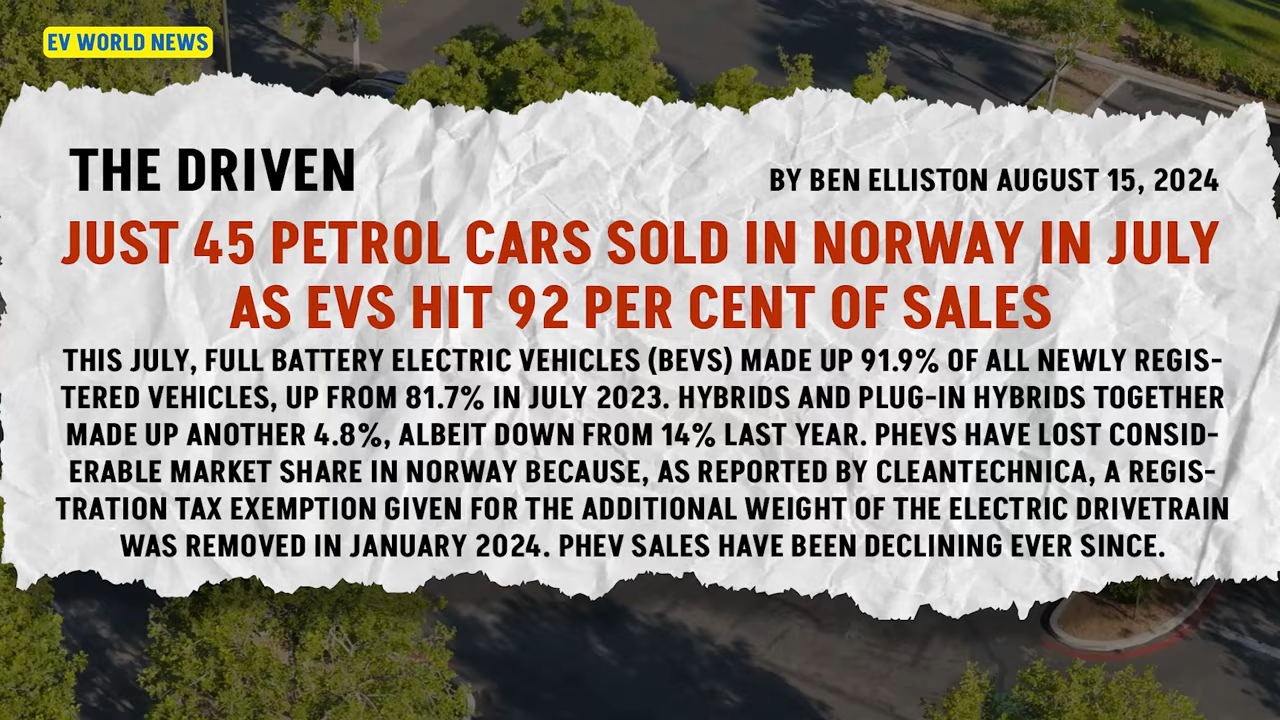 EV WORLD NEWS
THE DRIVEN
BY BEN ELLISTON AUGUST 15, 2024
JUST 45 PETROL CARS SOLD IN NORWAY IN JULY
AS EVS HIT 92 PER CENT OF SALES
THIS JULY, FULL BATTERY ELECTRIC VEHICLES (BEVS) MADE UP 91.9% OF ALL NEWLY REGIS-
TERED VEHICLES, UP FROM 81.7% IN JULY 2023. HYBRIDS AND PLUG-IN HYBRIDS TOGETHER
MADE UP ANOTHER 4.8%, ALBEIT DOWN FROM 14% LAST YEAR. PHEVS HAVE LOST CONSID-
ERABLE MARKET SHARE IN NORWAY BECAUSE, AS REPORTED BY CLEANTECHNICA, A REGIS-
TRATION TAX EXEMPTION GIVEN FOR THE ADDITIONAL WEIGHT OF THE ELECTRIC DRIVETRAIN
WAS REMOVED IN JANUARY 2024. PHEV SALES HAVE BEEN DECLINING EVER SINCE.